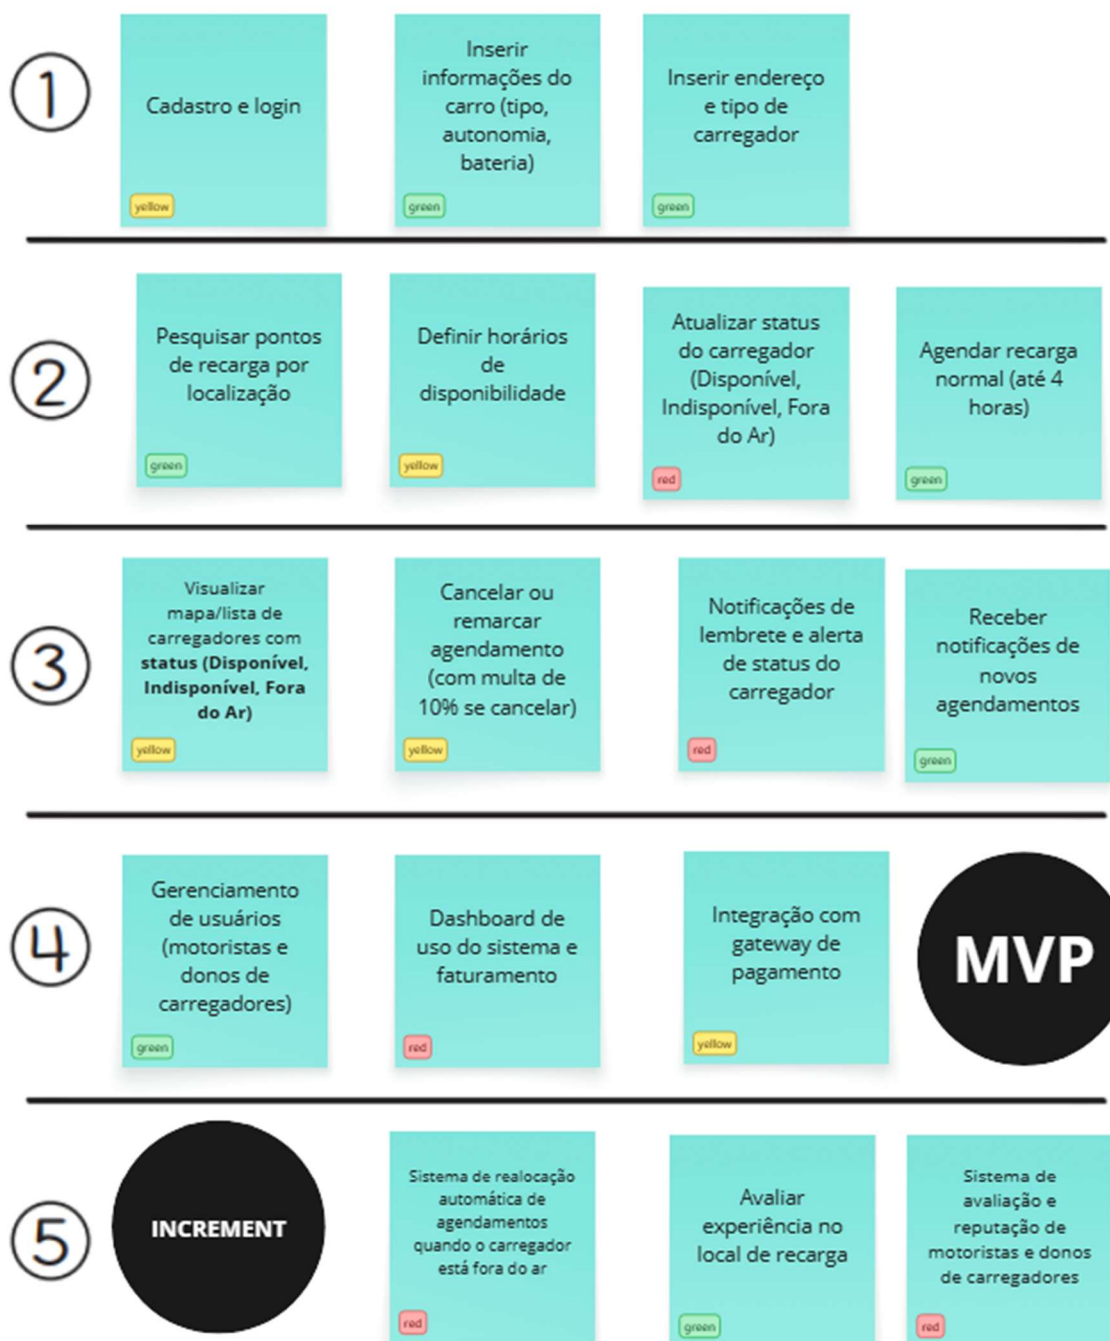 1
Cadastro e login
yellow
Inserir
informações do
carro (tipo,
autonomia,
bateria)
green
Inserir endereço
e tipo de
carregador
green
2
Pesquisar pontos
de recarga por
localização
green
Definir horários
de
disponibilidade
yellow
Atualizar status
do carregador
(Disponível,
Indisponível, Fora
do Ar)
red
Agendar recarga
normal (até 4
horas)
green
3
Visualizar
mapa/lista de
carregadores com
status (Disponível,
Indisponível, Fora
do Ar)
yellow
Cancelar ou
remarcar
agendamento
(com multa de
10% se cancelar)
yellow
Notificações de
lembrete e alerta
de status do
carregador
red
Receber
notificações de
novos
agendamentos
green
4
Gerenciamento
de usuários
(motoristas e
donos de
carregadores)
green
Dashboard de
uso do sistema e
faturamento
red
Integração com
gateway de
pagamento
yellow
MVP
5
INCREMENT
Sistema de realocação
automática de
agendamentos
quando o carregador
está fora do ar
red
Avaliar
experiência no
local de recarga
green
Sistema de
avaliação e
reputação de
motoristas e donos
de carregadores
red